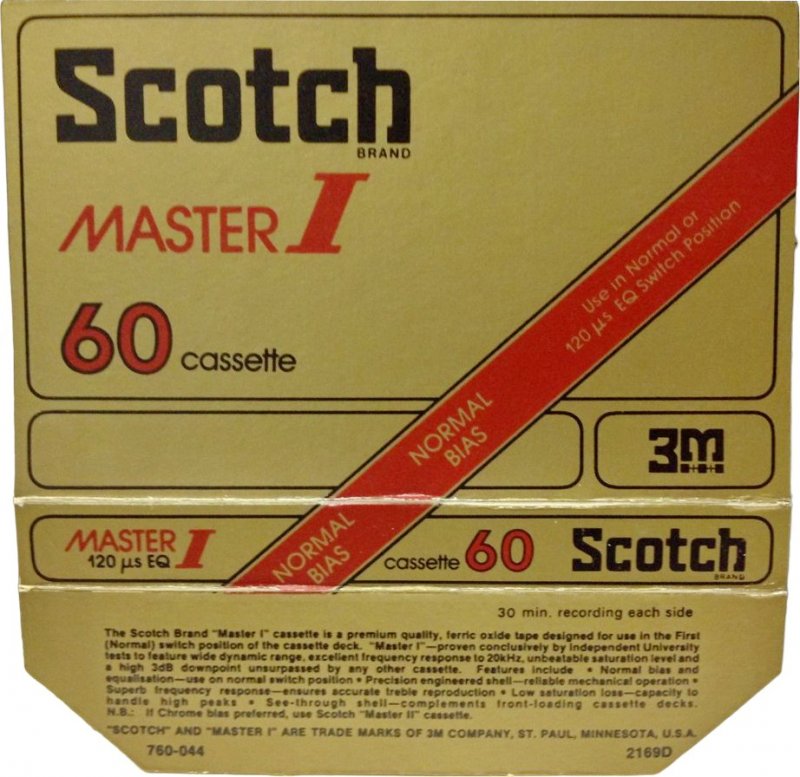 Scotch
BRAND
MASTER I
60 cassette
Use in Normal or
120 µs EQ Switch Position
NORMAL
BIAS
3M
MASTER I
120 µs EQ
NORMAL
BIAS
cassette 60
Scotch
BRAND
30 min. recording each side
The Scotch Brand "Master I" cassette is a premium quality, ferric oxide tape designed for use in the First
(Normal) switch position of the cassette deck. "Master I"—proven conclusively by independent University
tests to feature wide dynamic range, excellent frequency response to 20kHz, unbeatable saturation level and
a high 3dB downpoint unsurpassed by any other cassette. Features include • Normal bias and
equalisation—use on normal switch position • Precision engineered shell—reliable mechanical operation •
Superb frequency response—ensures accurate treble reproduction • Low saturation loss—capacity to
handle high peaks • See-through shell—complements front-loading cassette decks.
N.B.: If Chrome bias preferred, use Scotch "Master II" cassette.
"SCOTCH" AND "MASTER I" ARE TRADE MARKS OF 3M COMPANY, ST. PAUL, MINNESOTA, U.S.A.
760-044
2169D